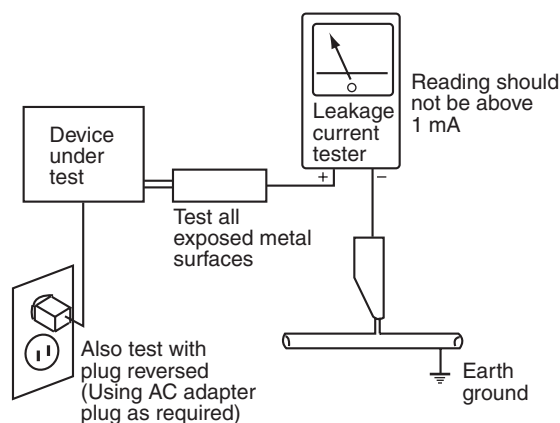 Device
under
test
Leakage
current
tester
+
–
Reading should
not be above
1 mA
Test all
exposed metal
surfaces
Also test with
plug reversed
(Using AC adapter
plug as required)
Earth
ground